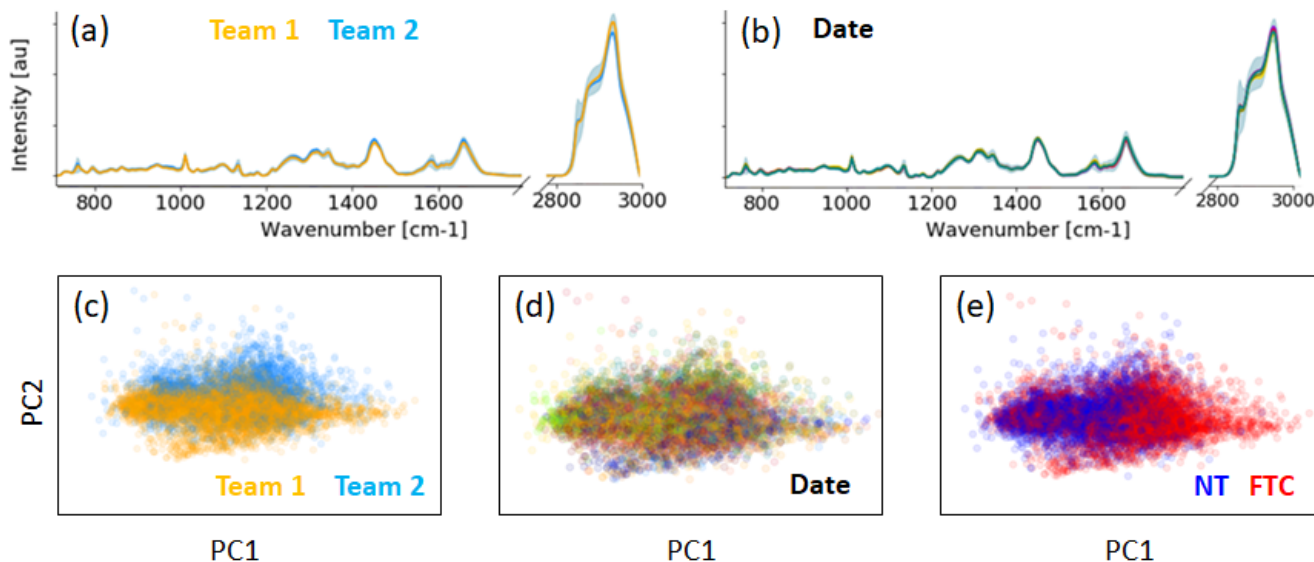 (a) Team 1 Team 2
Intensity [au]
800 1000 1200 1400 1600 2800 3000
Wavenumber [cm-1]
(b) Date
800 1000 1200 1400 1600 2800 3000
Wavenumber [cm-1]
(c)
PC2
Team 1 Team 2
PC1
(d)
Date
PC1
(e)
NT FTC
PC1